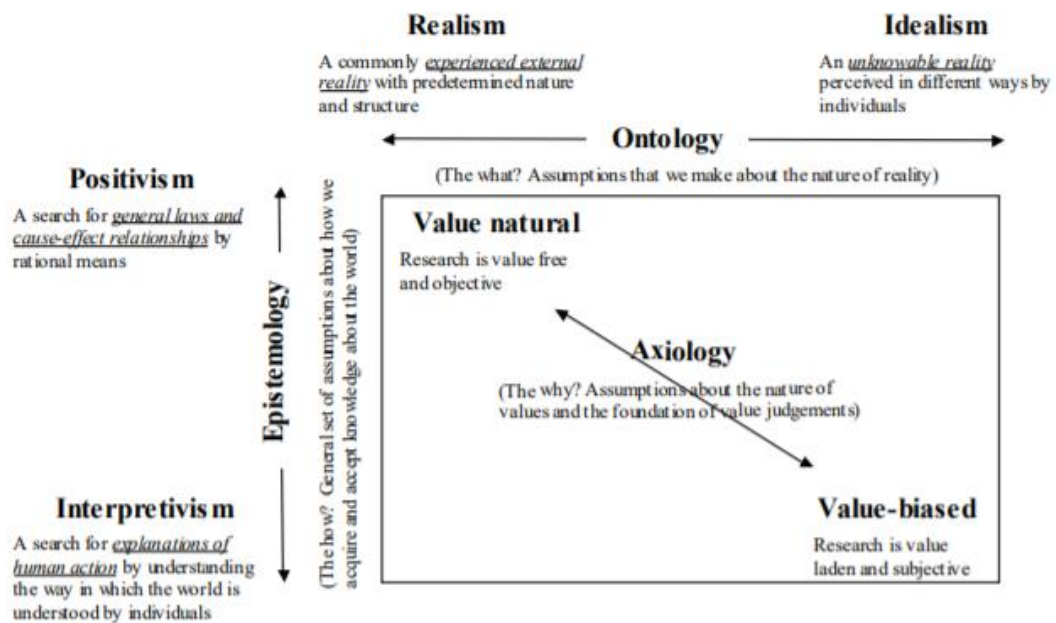 Realism
A commonly experienced external
reality with predetermined nature
and structure
Idealism
An unknowable reality
perceived in different ways by
individuals
Ontology
(The what? Assumptions that we make about the nature of reality)
Positivism
A search for general laws and
cause-effect relationships by
rational means
Epistemology
(The how? General set of assumptions about how we
acquire and accept knowledge about the world)
Interpretivism
A search for explanations of
human action by understanding
the way in which the world is
understood by individuals
Value natural
Research is value free
and objective
Axiology
(The why? Assumptions about the nature of
values and the foundation of value judgements)
Value-biased
Research is value
laden and subjective